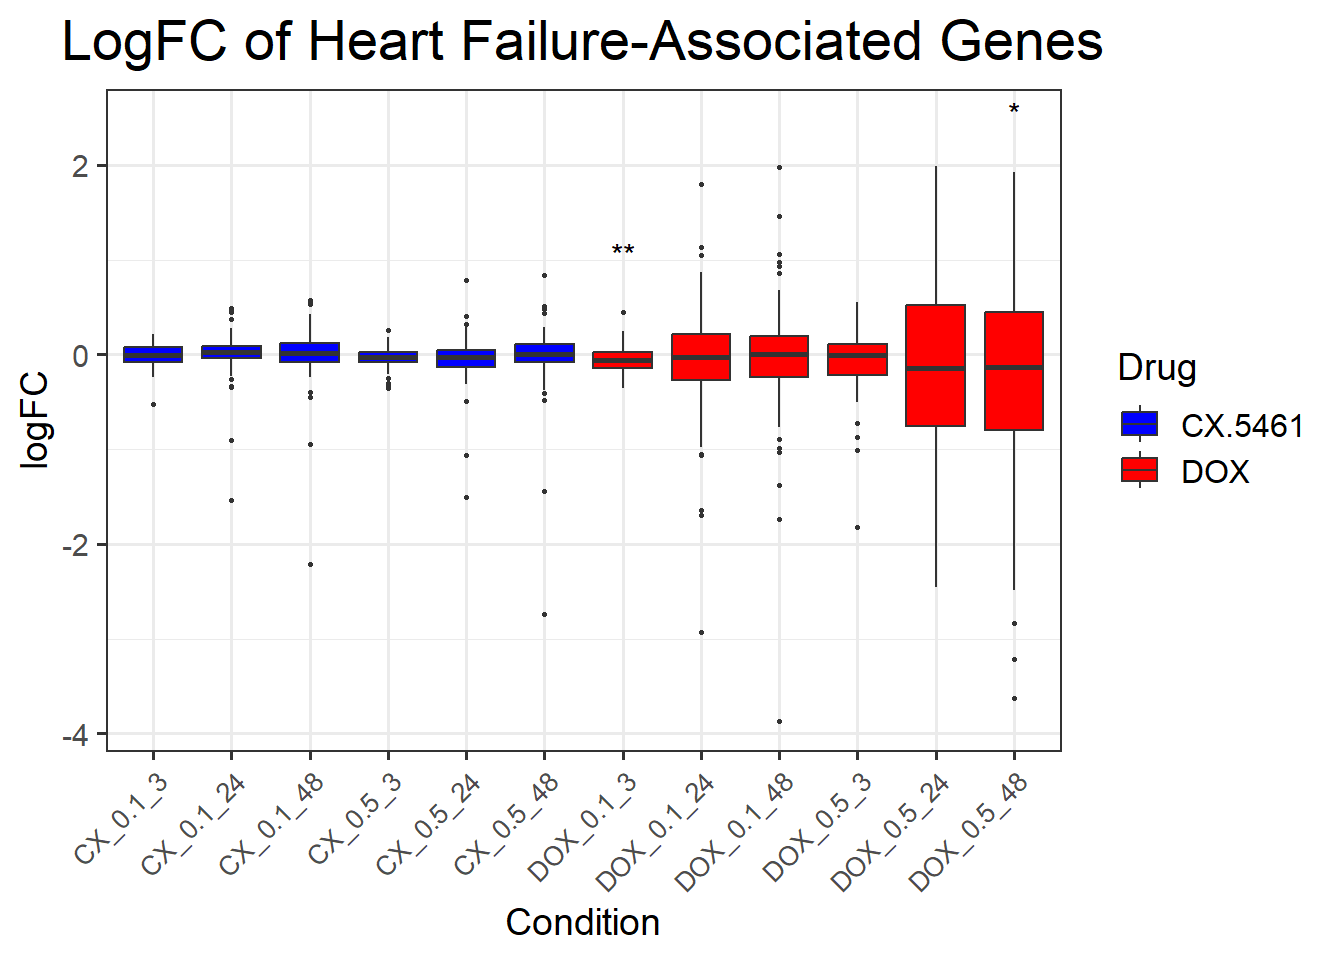 LogFC of Heart Failure-Associated Genes
*
2
**
0
-2
-4
logFC
Drug
CX.5461
DOX
CX_0.1_3
CX_0.1_24
CX_0.1_48
CX_0.5_3
CX_0.5_24
CX_0.5_48
DOX_0.1_3
DOX_0.1_24
DOX_0.1_48
DOX_0.5_3
DOX_0.5_24
DOX_0.5_48
Condition